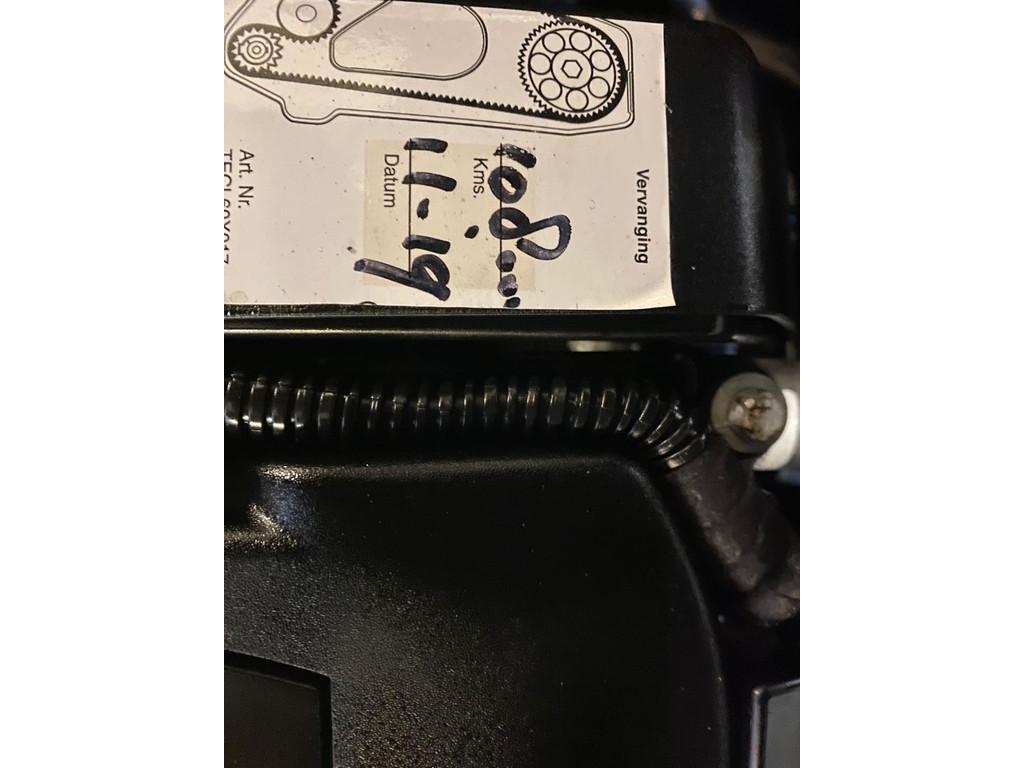 Vervanging
Kms.
108...
Datum
11-19
Art. Nr.